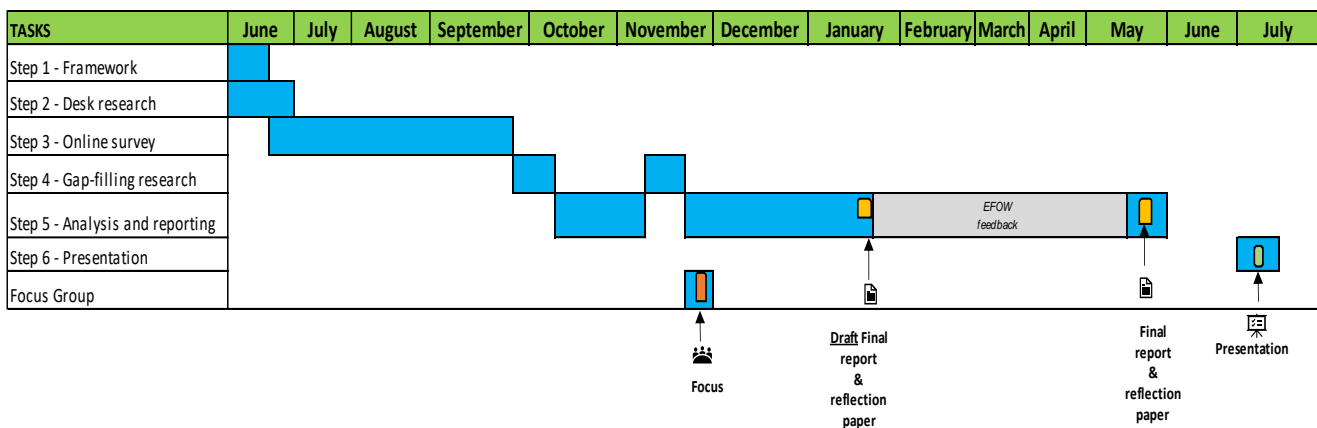 TASKS June July August September October November December January February March April May June July
Step 1 - Framework
Step 2 - Desk research
Step 3 - Online survey
Step 4 - Gap-filling research
Step 5 - Analysis and reporting
EFOW
feedback
Step 6 - Presentation
Focus Group
Focus
Draft Final
report
&
reflection
paper
Final
report
&
reflection
paper
Presentation